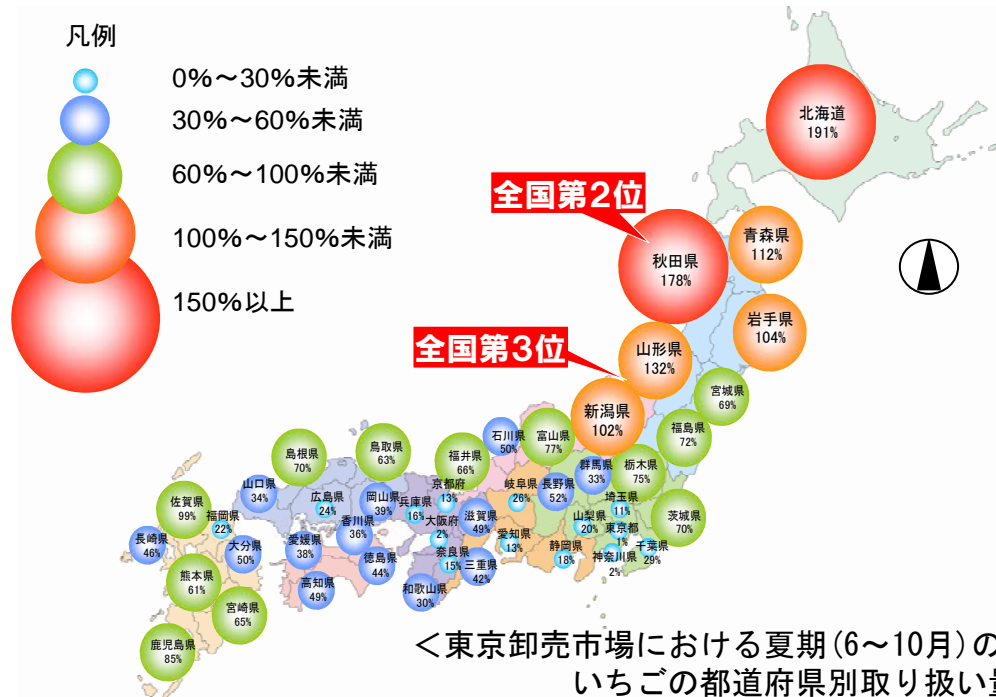 凡例
0%～30%未満
30%～60%未満
60%～100%未満
100%～150%未満
150%以上
北海道
191%
全国第2位
秋田県
178%
青森県
112%
岩手県
104%
全国第3位
山形県
132%
新潟県
102%
宮城県
69%
福島県
72%
石川県
50%
富山県
77%
福井県
66%
鳥取県
63%
島根県
70%
群馬県
33%
栃木県
75%
茨城県
70%
埼玉県
11%
東京都
1%
千葉県
29%
神奈川県
2%
山梨県
20%
長野県
52%
岐阜県
26%
静岡県
18%
愛知県
13%
三重県
42%
滋賀県
49%
京都府
13%
大阪府
2%
兵庫県
16%
奈良県
15%
和歌山県
30%
岡山県
39%
広島県
24%
山口県
34%
香川県
36%
徳島県
44%
愛媛県
38%
高知県
49%
佐賀県
99%
福岡県
22%
長崎県
46%
大分県
50%
熊本県
61%
宮崎県
65%
鹿児島県
85%
＜東京卸売市場における夏期(6～10月)の
いちごの都道府県別取り扱い